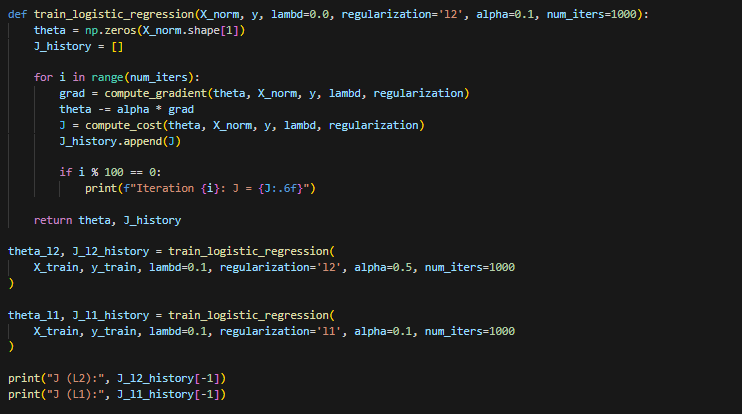 def train_logistic_regression(X_norm, y, lambd=0.0, regularization='l2', alpha=0.1, num_iters=1000):
    theta = np.zeros(X_norm.shape[1])
    J_history = []

    for i in range(num_iters):
        grad = compute_gradient(theta, X_norm, y, lambd, regularization)
        theta -= alpha * grad
        J = compute_cost(theta, X_norm, y, lambd, regularization)
        J_history.append(J)

        if i % 100 == 0:
            print(f"Iteration {i}: J = {J:.6f}")

    return theta, J_history

theta_l2, J_l2_history = train_logistic_regression(
    X_train, y_train, lambd=0.1, regularization='l2', alpha=0.5, num_iters=1000
)

theta_l1, J_l1_history = train_logistic_regression(
    X_train, y_train, lambd=0.1, regularization='l1', alpha=0.1, num_iters=1000
)

print("J (L2):", J_l2_history[-1])
print("J (L1):", J_l1_history[-1])